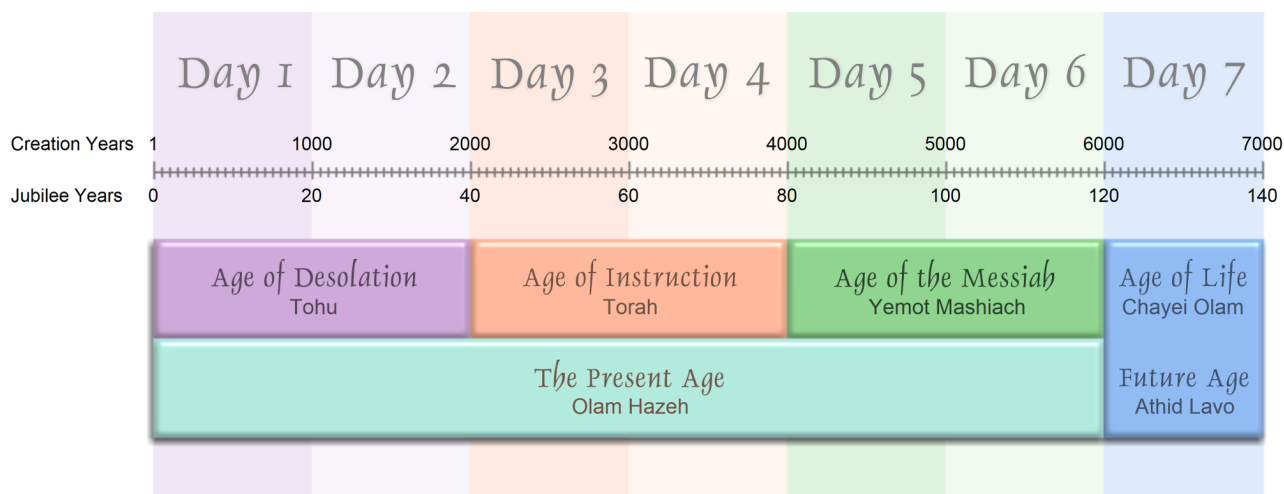 Day 1 Day 2 Day 3 Day 4 Day 5 Day 6 Day 7
Creation Years 1 1000 2000 3000 4000 5000 6000 7000
Jubilee Years 0 20 40 60 80 100 120 140
Age of Desolation Age of Instruction Age of the Messiah Age of Life
Tohu Torah Yemot Mashiach Chayei Olam
The Present Age Future Age
Olam Hazeh Athid Lavo